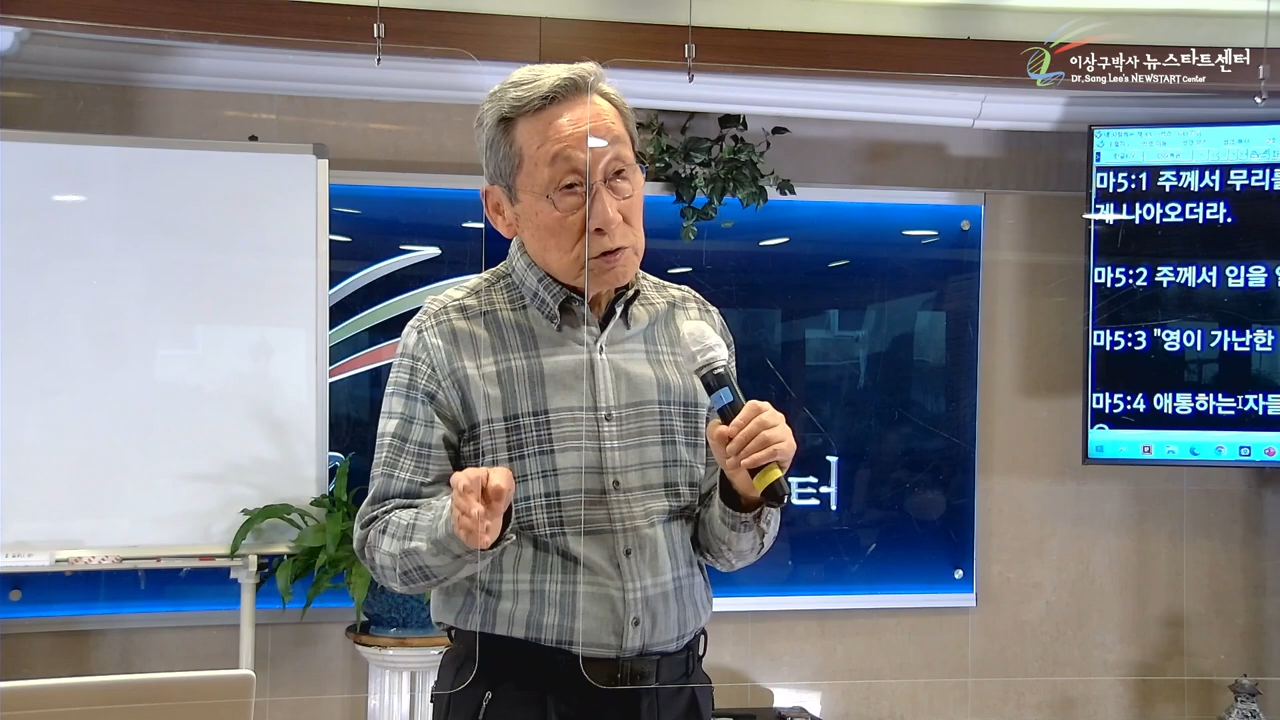 이상구박사 뉴스타트센터
Dr. Sang Lee's NEWSTART Center
마5:1 주께서 무리를
게 나아오더라.
마5:2 주께서 입을
마5:3 "영이 가난한
마5:4 애통하는 자들
터